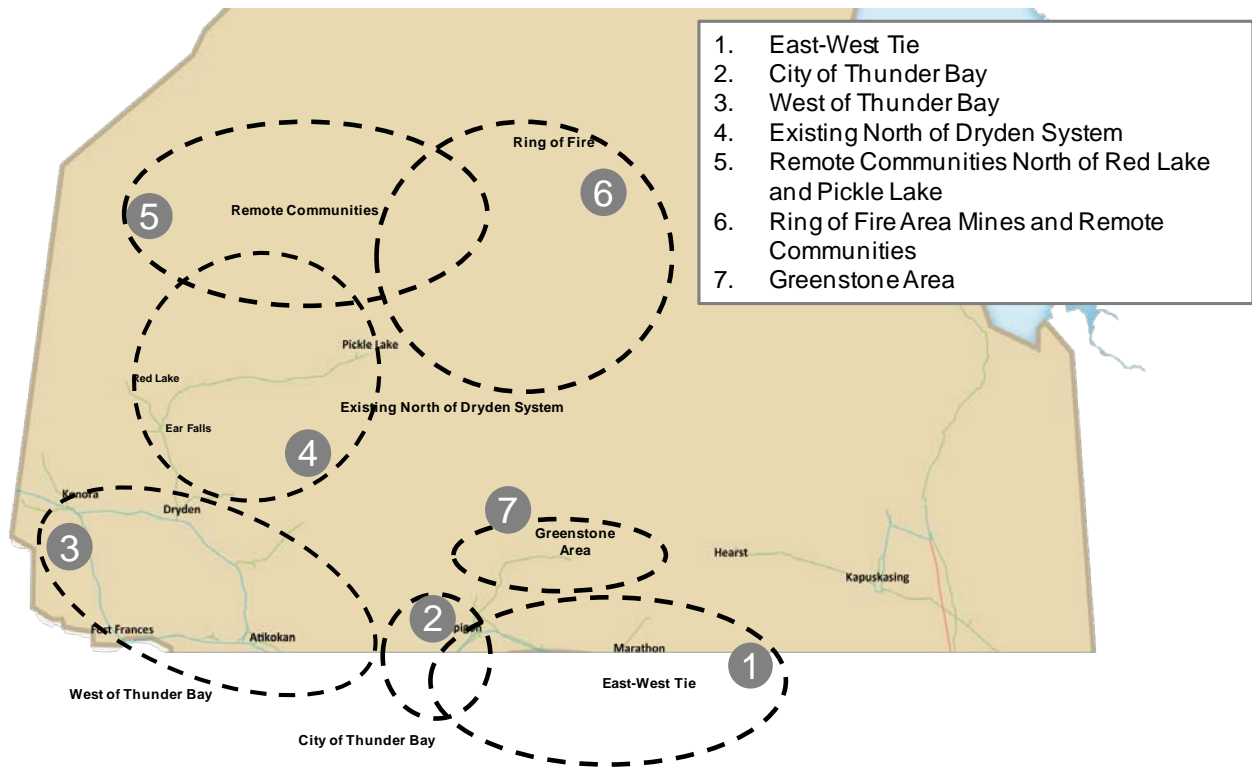 1. East-West Tie
2. City of Thunder Bay
3. West of Thunder Bay
4. Existing North of Dryden System
5. Remote Communities North of Red Lake
and Pickle Lake
6. Ring of Fire Area Mines and Remote
Communities
7. Greenstone Area
Ring of Fire
6
5
Remote Communities
Pickle Lake
Red Lake
Existing North of Dryden System
Ear Falls
4
Kenora
Dryden
7
Greenstone
Area
3
Hearst
Kapuskasing
2
Fort Frances
Atikokan
Marathon
1
East-West Tie
West of Thunder Bay
City of Thunder Bay